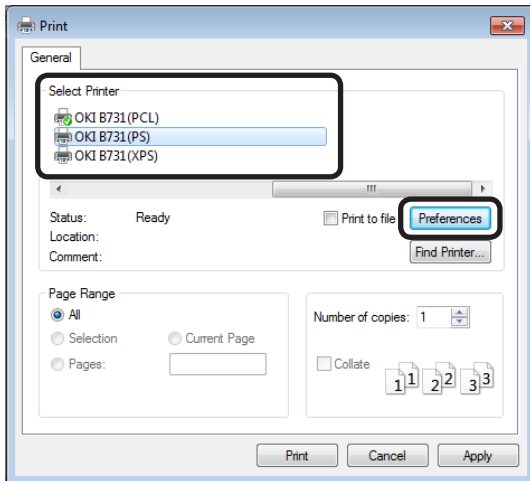 Print
General
Select Printer
OKI B731(PCL)
OKI B731(PS)
OKI B731(XPS)
Status: Ready
Print to file
Preferences
Location:
Comment:
Find Printer...
Page Range
All
Selection
Current Page
Pages:
Number of copies: 1
Collate
1 1 2 2 3 3
Print Cancel Apply